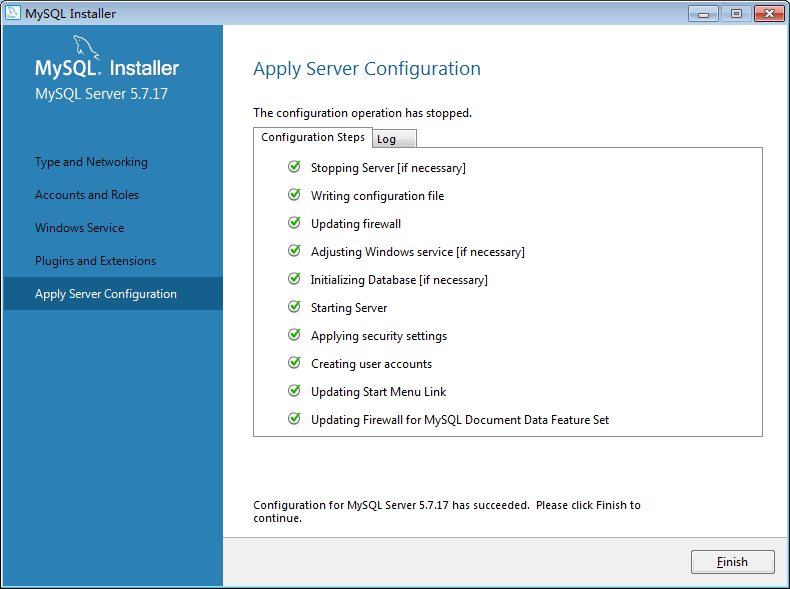 MySQL Installer
MySQL. Installer
MySQL Server 5.7.17
Type and Networking
Accounts and Roles
Windows Service
Plugins and Extensions
Apply Server Configuration
Apply Server Configuration
The configuration operation has stopped.
Configuration Steps
Log
Stopping Server [if necessary]
Writing configuration file
Updating firewall
Adjusting Windows service [if necessary]
Initializing Database [if necessary]
Starting Server
Applying security settings
Creating user accounts
Updating Start Menu Link
Updating Firewall for MySQL Document Data Feature Set
Configuration for MySQL Server 5.7.17 has succeeded.  Please click Finish to
continue.
Finish